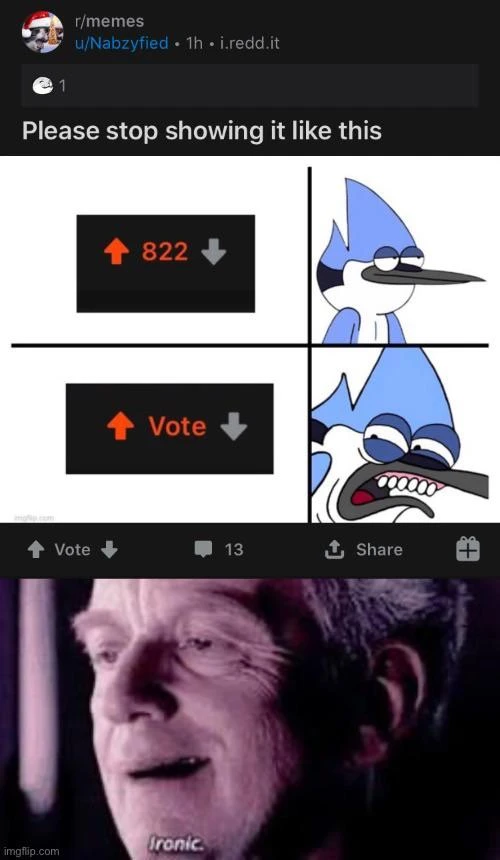 r/memes
u/Nabzyfied • 1h • i.redd.it
1
Please stop showing it like this
822
Vote
imgflip.com
Vote 13 Share
Ironic.
imgflip.com